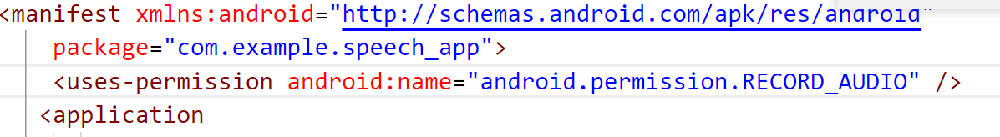 <manifest xmlns:android="http://schemas.android.com/apk/res/android"
package="com.example.speech_app">
<uses-permission android:name="android.permission.RECORD_AUDIO" />
<application